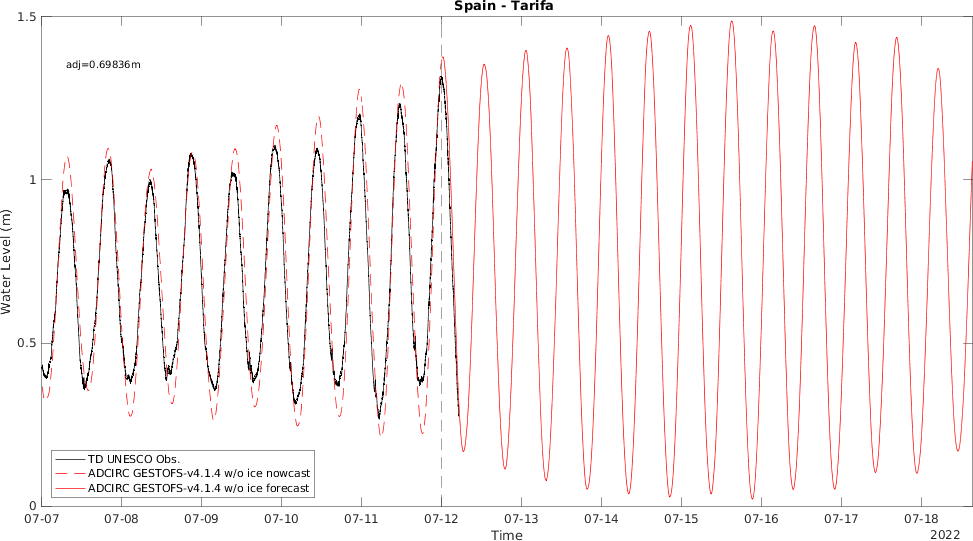 Spain - Tarifa
adj=0.69836m
1.5
1
0.5
0
Water Level (m)
TD UNESCO Obs.
ADCIRC GESTOFS-v4.1.4 w/o ice nowcast
ADCIRC GESTOFS-v4.1.4 w/o ice forecast
07-07 07-08 07-09 07-10 07-11 07-12 07-13 07-14 07-15 07-16 07-17 07-18
Time
2022